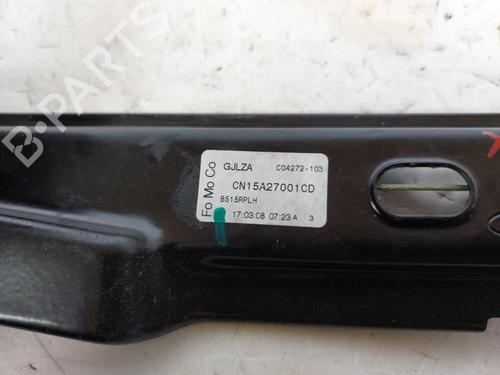 GJLZA C04272-103
Fo Mo Co
CN15A27001CD
B515RPLH
17:03:08 07:23 A 3
B-Parts